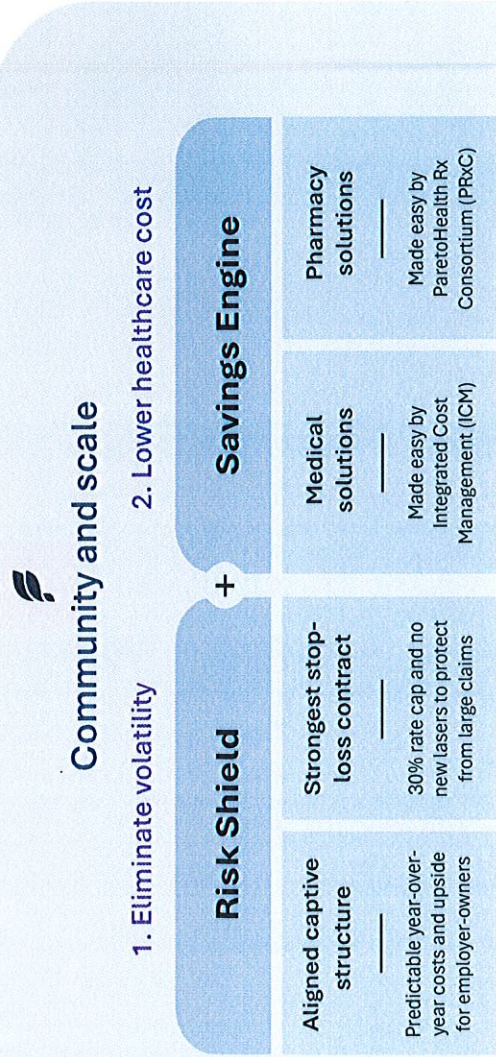 Community and scale
1. Eliminate volatility
2. Lower healthcare cost
Risk Shield
+
Savings Engine
Aligned captive
structure
Predictable year-over-
year costs and upside
for employer-owners
Strongest stop-
loss contract
30% rate cap and no
new lasers to protect
from large claims
Medical
solutions
Made easy by
Integrated Cost
Management (ICM)
Pharmacy
solutions
Made easy by
ParetoHealth Rx
Consortium (PRxC)